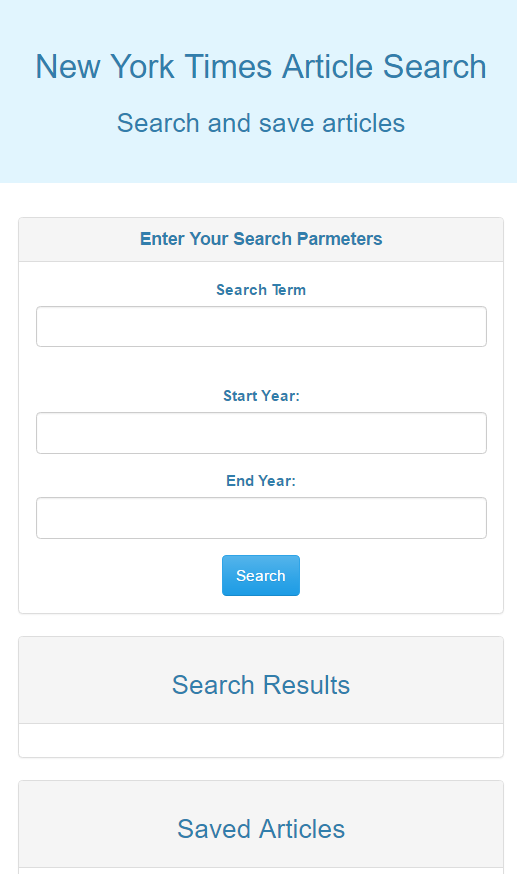 New York Times Article Search
Search and save articles
Enter Your Search Parmeters
Search Term
Start Year:
End Year:
Search
Search Results
Saved Articles